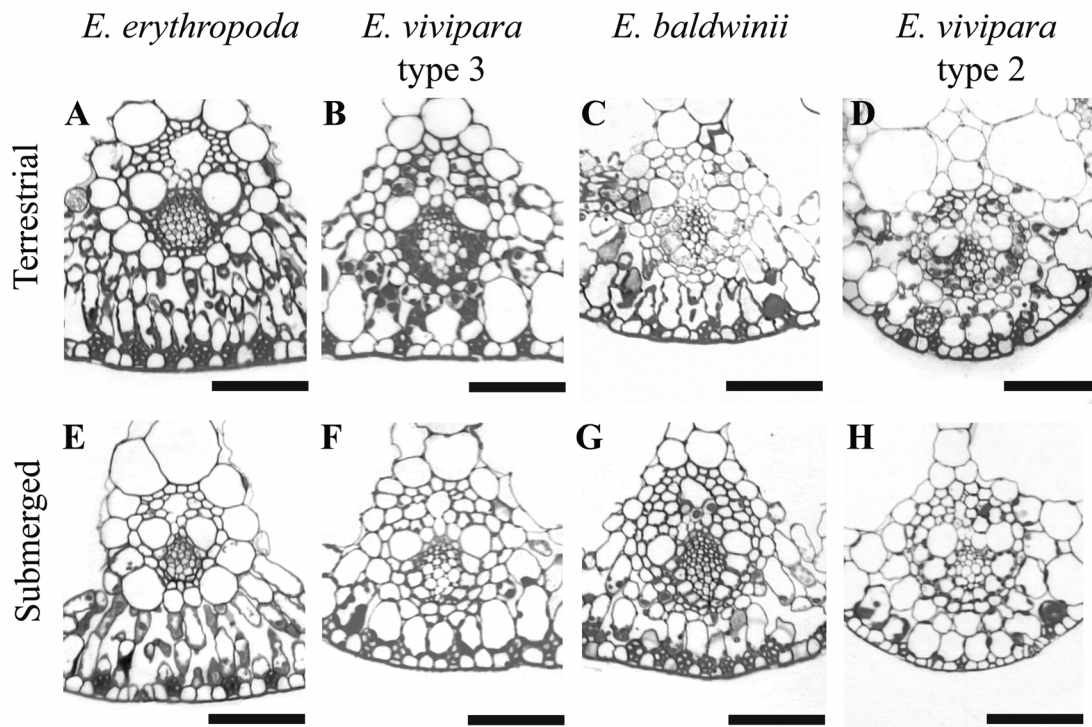 E. erythropoda E. vivipara E. baldwinii E. vivipara
type 3 type 2
Terrestrial
A B C D
Submerged
E F G H